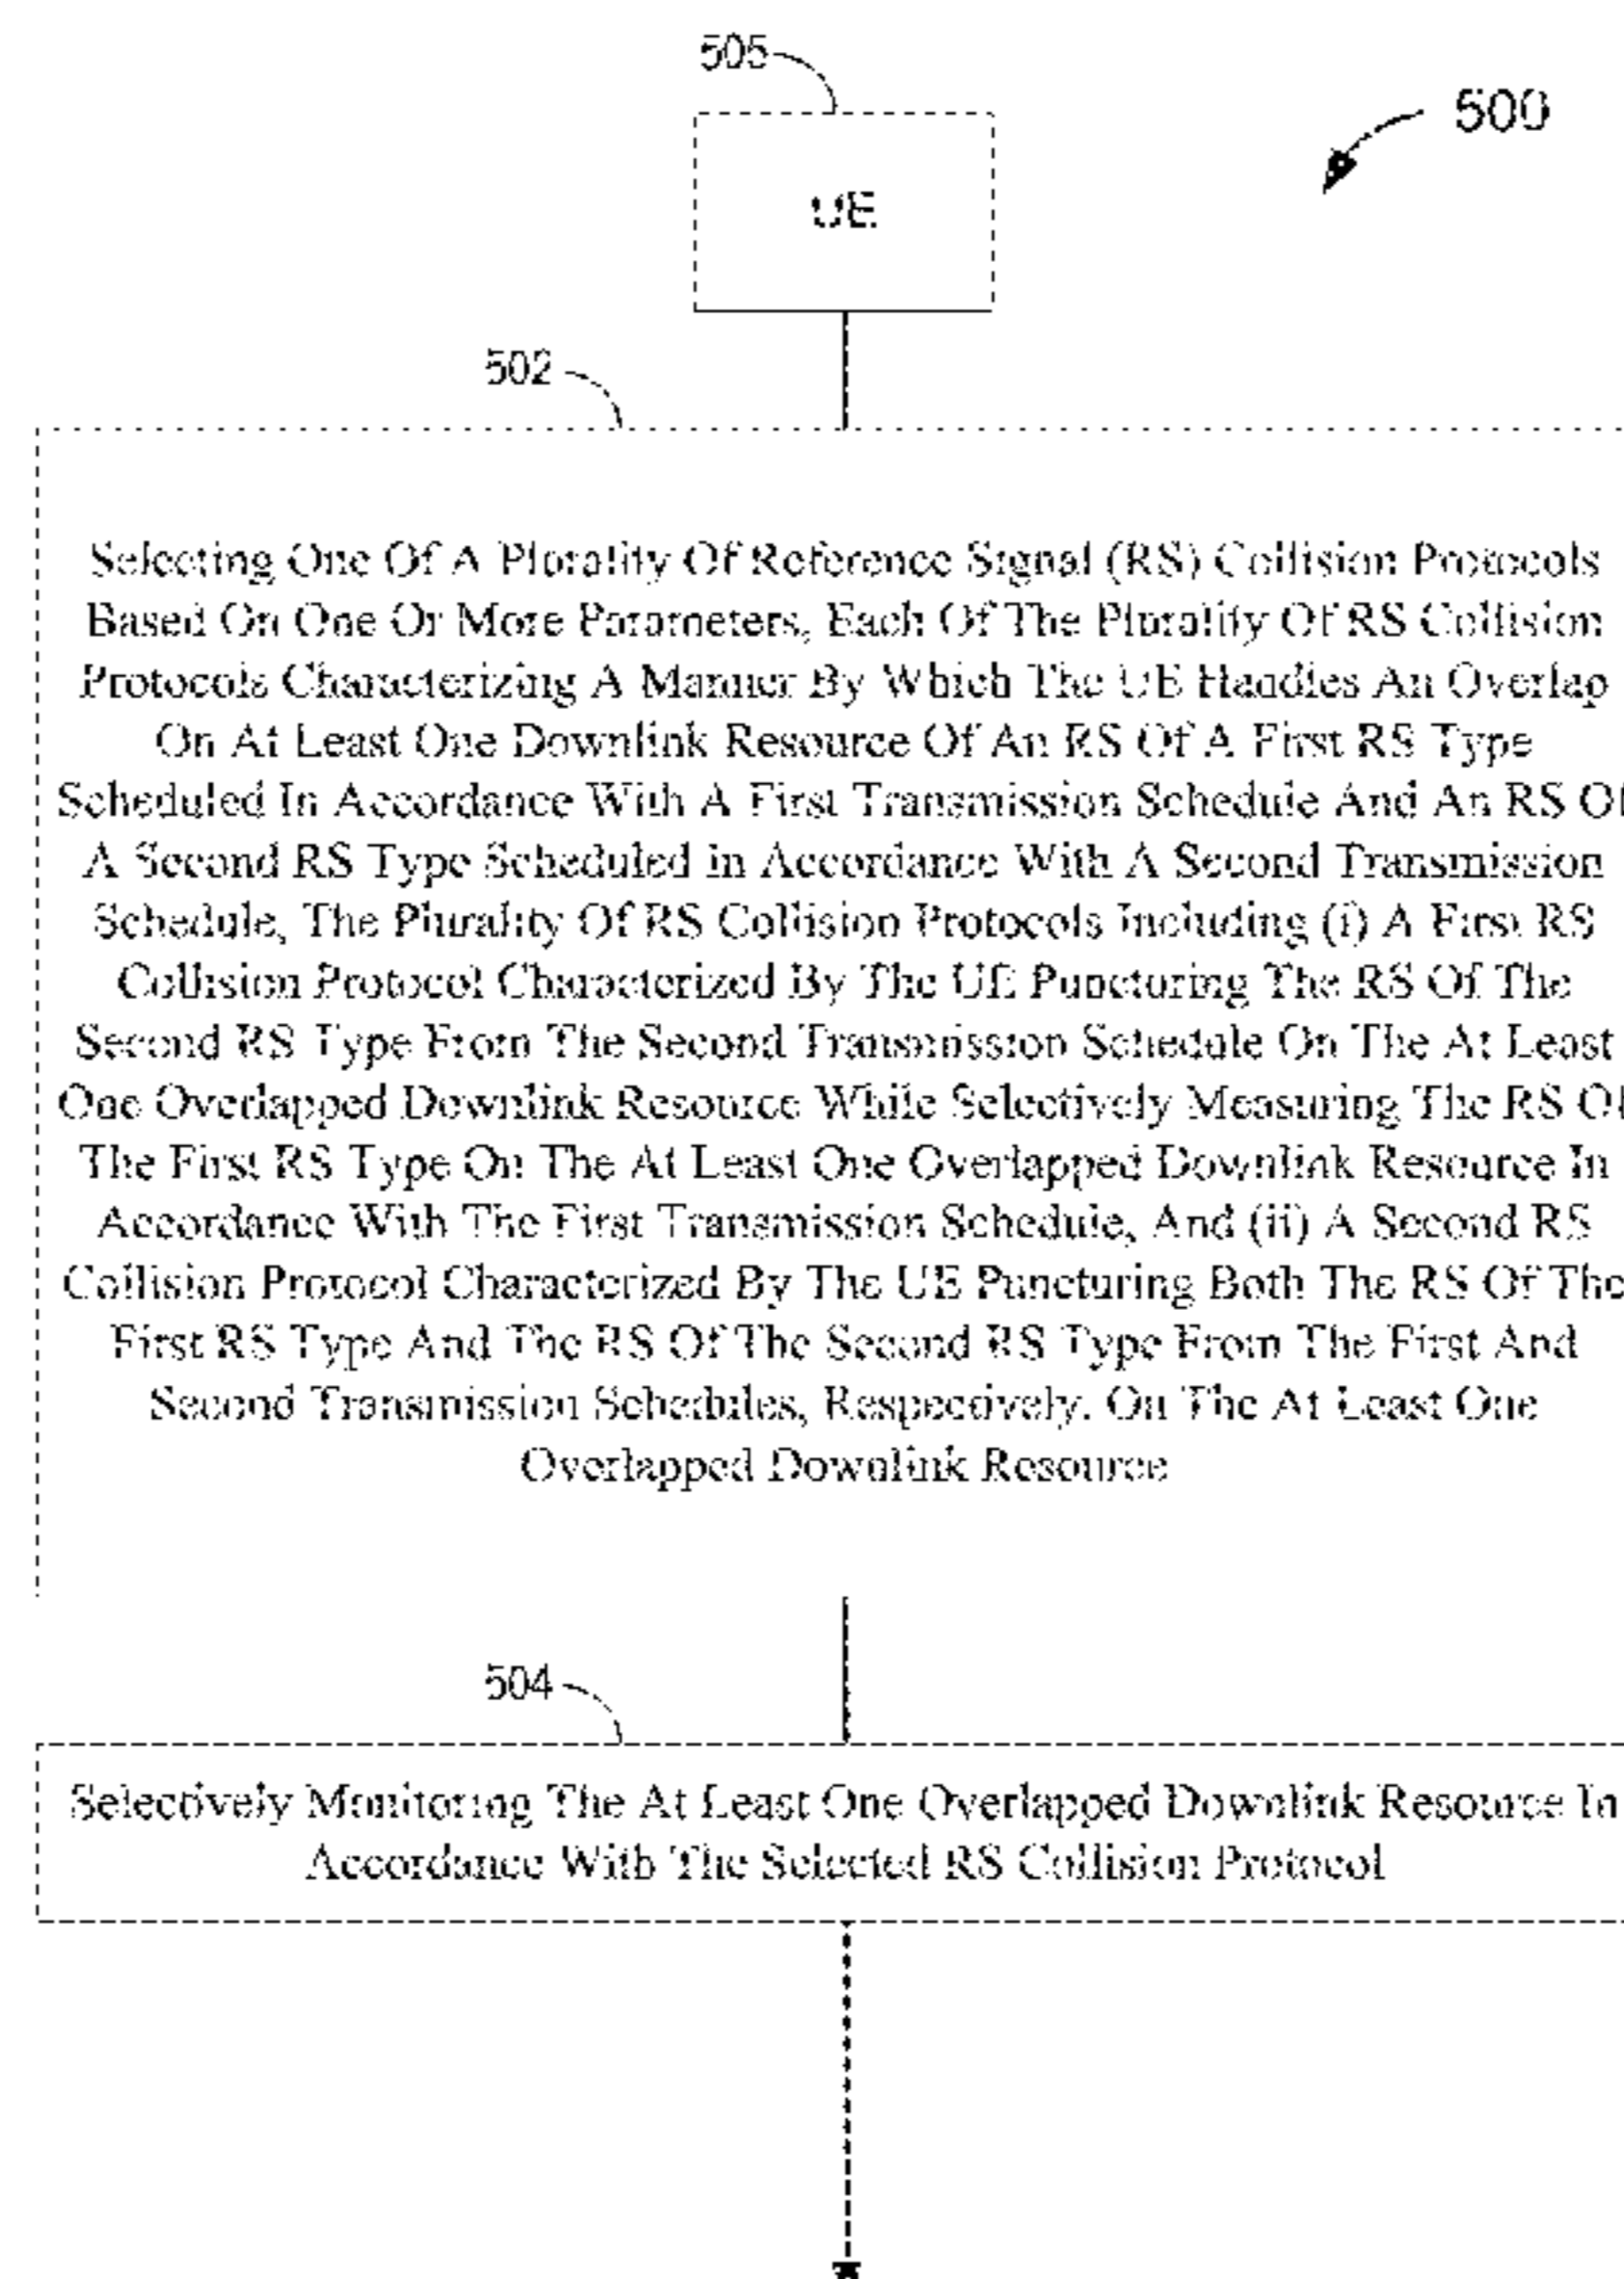 505
500
UE
502
Selecting One Of A Plurality Of Reference Signal (RS) Collision Protocols
Based On One Or More Parameters, Each Of The Plurality Of RS Collision
Protocols Characterizing A Manner By Which The UE Handles An Overlap
On At Least One Downlink Resource Of An RS Of A First RS Type
Scheduled In Accordance With A First Transmission Schedule And An RS Of
A Second RS Type Scheduled in Accordance With A Second Transmission
Schedule, The Plurality Of RS Collision Protocols Including (i) A First RS
Collision Protocol Characterized By The UE Puncturing The RS Of The
Second RS Type From The Second Transmission Schedule On The At Least
One Overlapped Downlink Resource While Selectively Measuring The RS Of
The First RS Type On The At Least One Overlapped Downlink Resource In
Accordance With The First Transmission Schedule, And (ii) A Second RS
Collision Protocol Characterized By The UE Puncturing Both The RS Of The
First RS Type And The RS Of The Second RS Type From The First And
Second Transmission Schedules, Respectively. On The At Least One
Overlapped Downlink Resource
504
Selectively Monitoring The At Least One Overlapped Downlink Resource In
Accordance With The Selected RS Collision Protocol